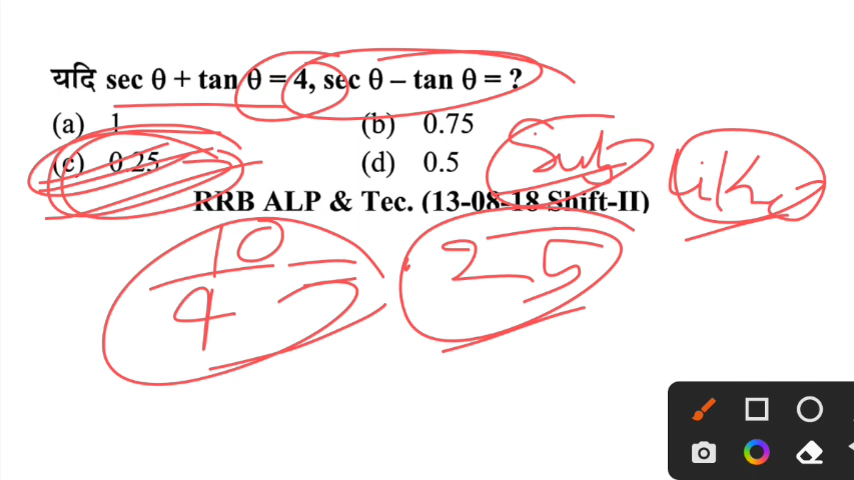 यदि sec θ + tan θ = 4, sec θ – tan θ = ?
(a) 1 (b) 0.75
(c) 0.25 (d) 0.5
Sub like
RRB ALP & Tec. (13-08-18 Shift-II)
10 25
4